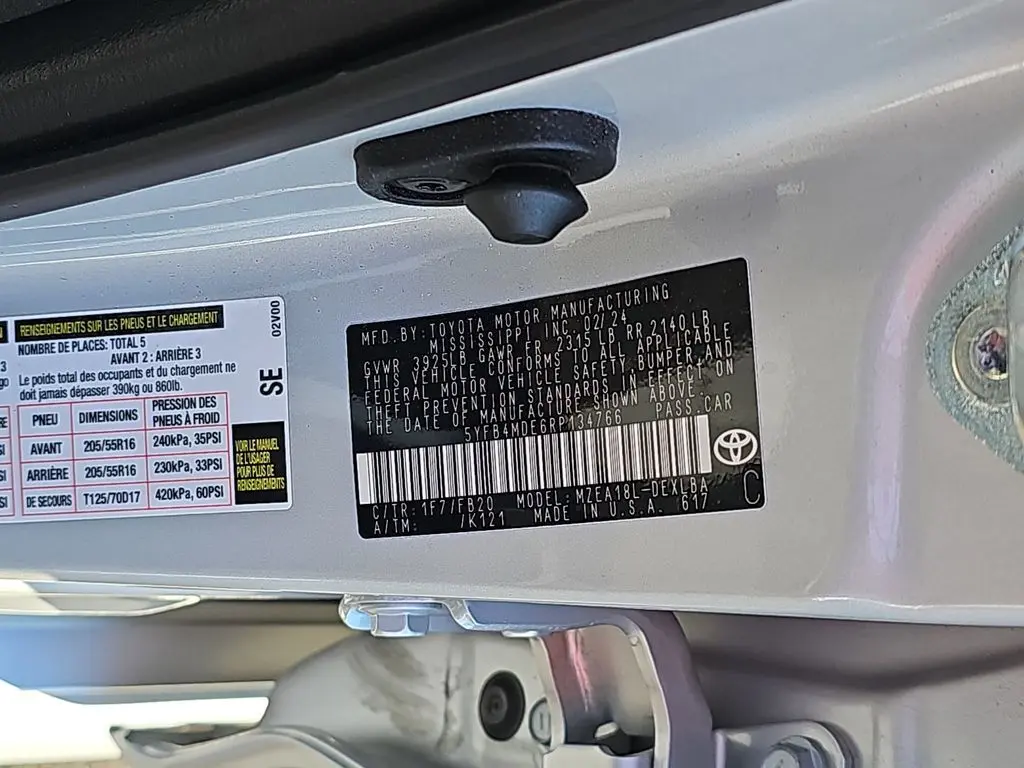 RENSEIGNEMENTS SUR LES PNEUS ET LE CHARGEMENT
NOMBRE DE PLACES: TOTAL 5
AVANT 2 : ARRIÈRE 3
Le poids total des occupants et du chargement ne
doit jamais dépasser 390kg ou 860lb.
PNEU DIMENSIONS PRESSION DES PNEUS À FROID
AVANT 205/55R16 240kPa, 35PSI
ARRIÈRE 205/55R16 230kPa, 33PSI
DE SECOURS T125/70D17 420kPa, 60PSI
VOIR LE MANUEL
DE L'USAGER
POUR PLUS DE
RENSEIGNEMENTS
02V00
SE
MFD. BY: TOYOTA MOTOR MANUFACTURING
MISSISSIPPI, INC. 02/24
GVWR 3925LB GAWR FR 2315 LB RR 2140LB
THIS VEHICLE CONFORMS TO ALL APPLICABLE
FEDERAL MOTOR VEHICLE SAFETY, BUMPER, AND
THEFT PREVENTION STANDARDS IN EFFECT ON
THE DATE OF MANUFACTURE SHOWN ABOVE.
5YFB4MDE6RP134766 PASS. CAR
C/TR: 1F77/FB20 MODEL: MZEA18L-DEXLBA
A/TM: /K121 MADE IN U.S.A. 617
C